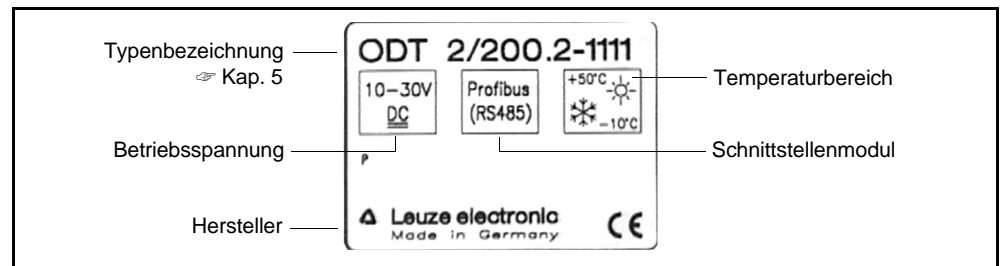 Typenbezeichnung
☞ Kap. 5
ODT 2/200.2-1111
10-30V
DC
Profibus
(RS485)
+50°C
-10°C
Temperaturbereich
Betriebsspannung
Schnittstellenmodul
P
Hersteller
Leuze electronic
Made in Germany
CE